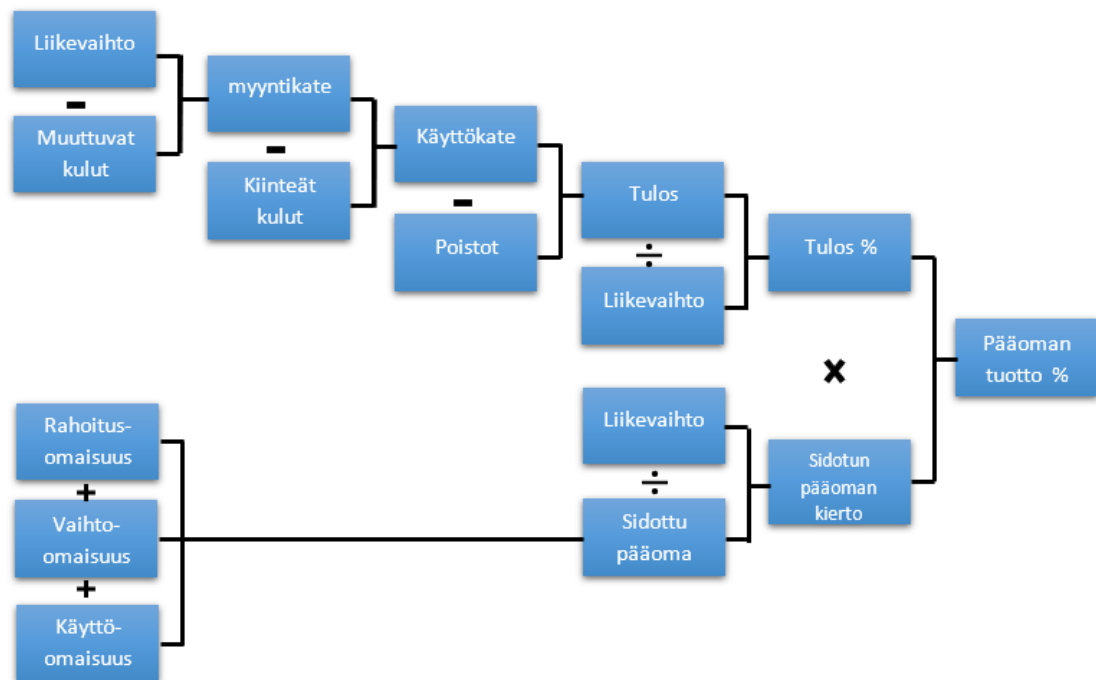 Liikevaihto
-
Muuttuvat
kulut
myyntikate
-
Kiinteät
kulut
Käyttökate
-
Poistot
Tulos
÷
Liikevaihto
Tulos %
x
Pääoman
tuotto %
Liikevaihto
÷
Sidottu
pääoma
Sidotun
pääoman
kierto
Rahoitus-
omaisuus
+
Vaihto-
omaisuus
+
Käyttö-
omaisuus